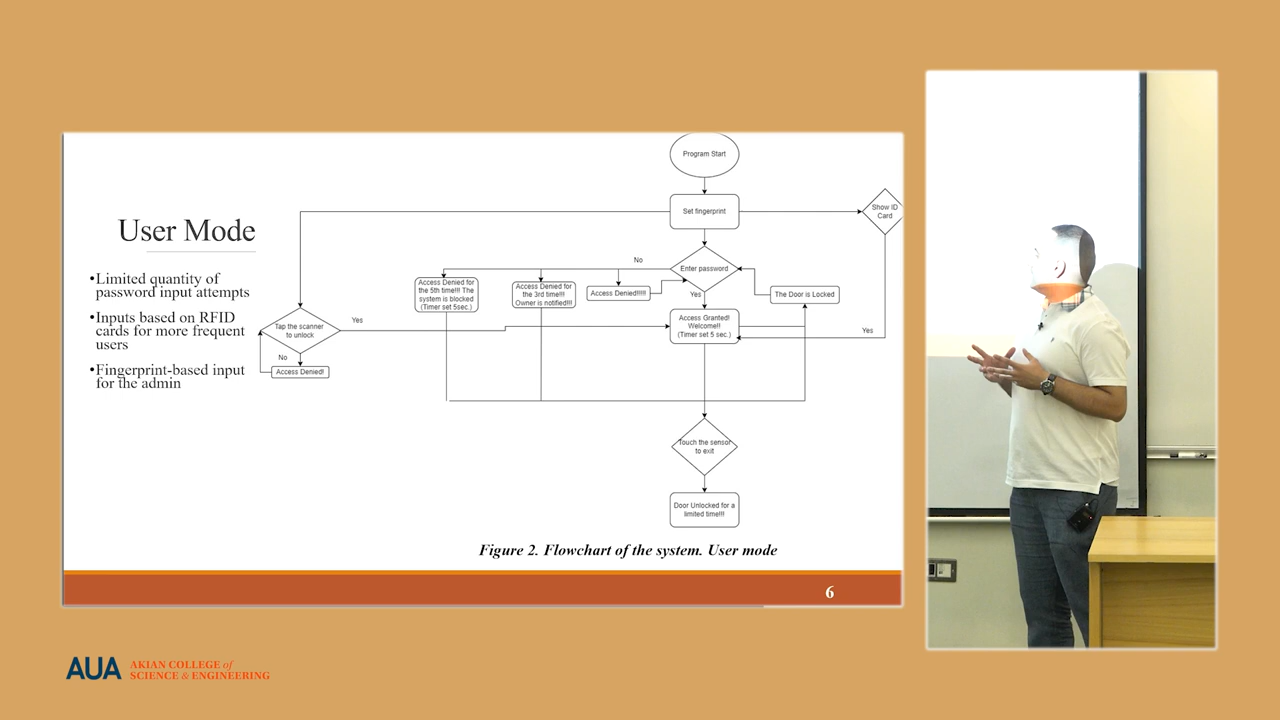 User Mode
•Limited quantity of
password input attempts
•Inputs based on RFID
cards for more frequent
users
•Fingerprint-based input
for the admin
Program Start
Set fingerprint
Show ID
Card
Enter password
No
Yes
Access Denied for
the 5th time!!! The
system is blocked
(Timer set 5sec.)
Access Denied for
the 3rd time!!!
Owner is notified!!!
Access Denied!!!!!
The Door is Locked
Tap the scanner
to unlock
Yes
No
Access Denied!
Access Granted!
Welcome!!
(Timer set 5 sec.)
Yes
Touch the sensor
to exit
Door Unlocked for a
limited time!!!
Figure 2. Flowchart of the system. User mode
6
AUA
AKIAN COLLEGE of
SCIENCE & ENGINEERING